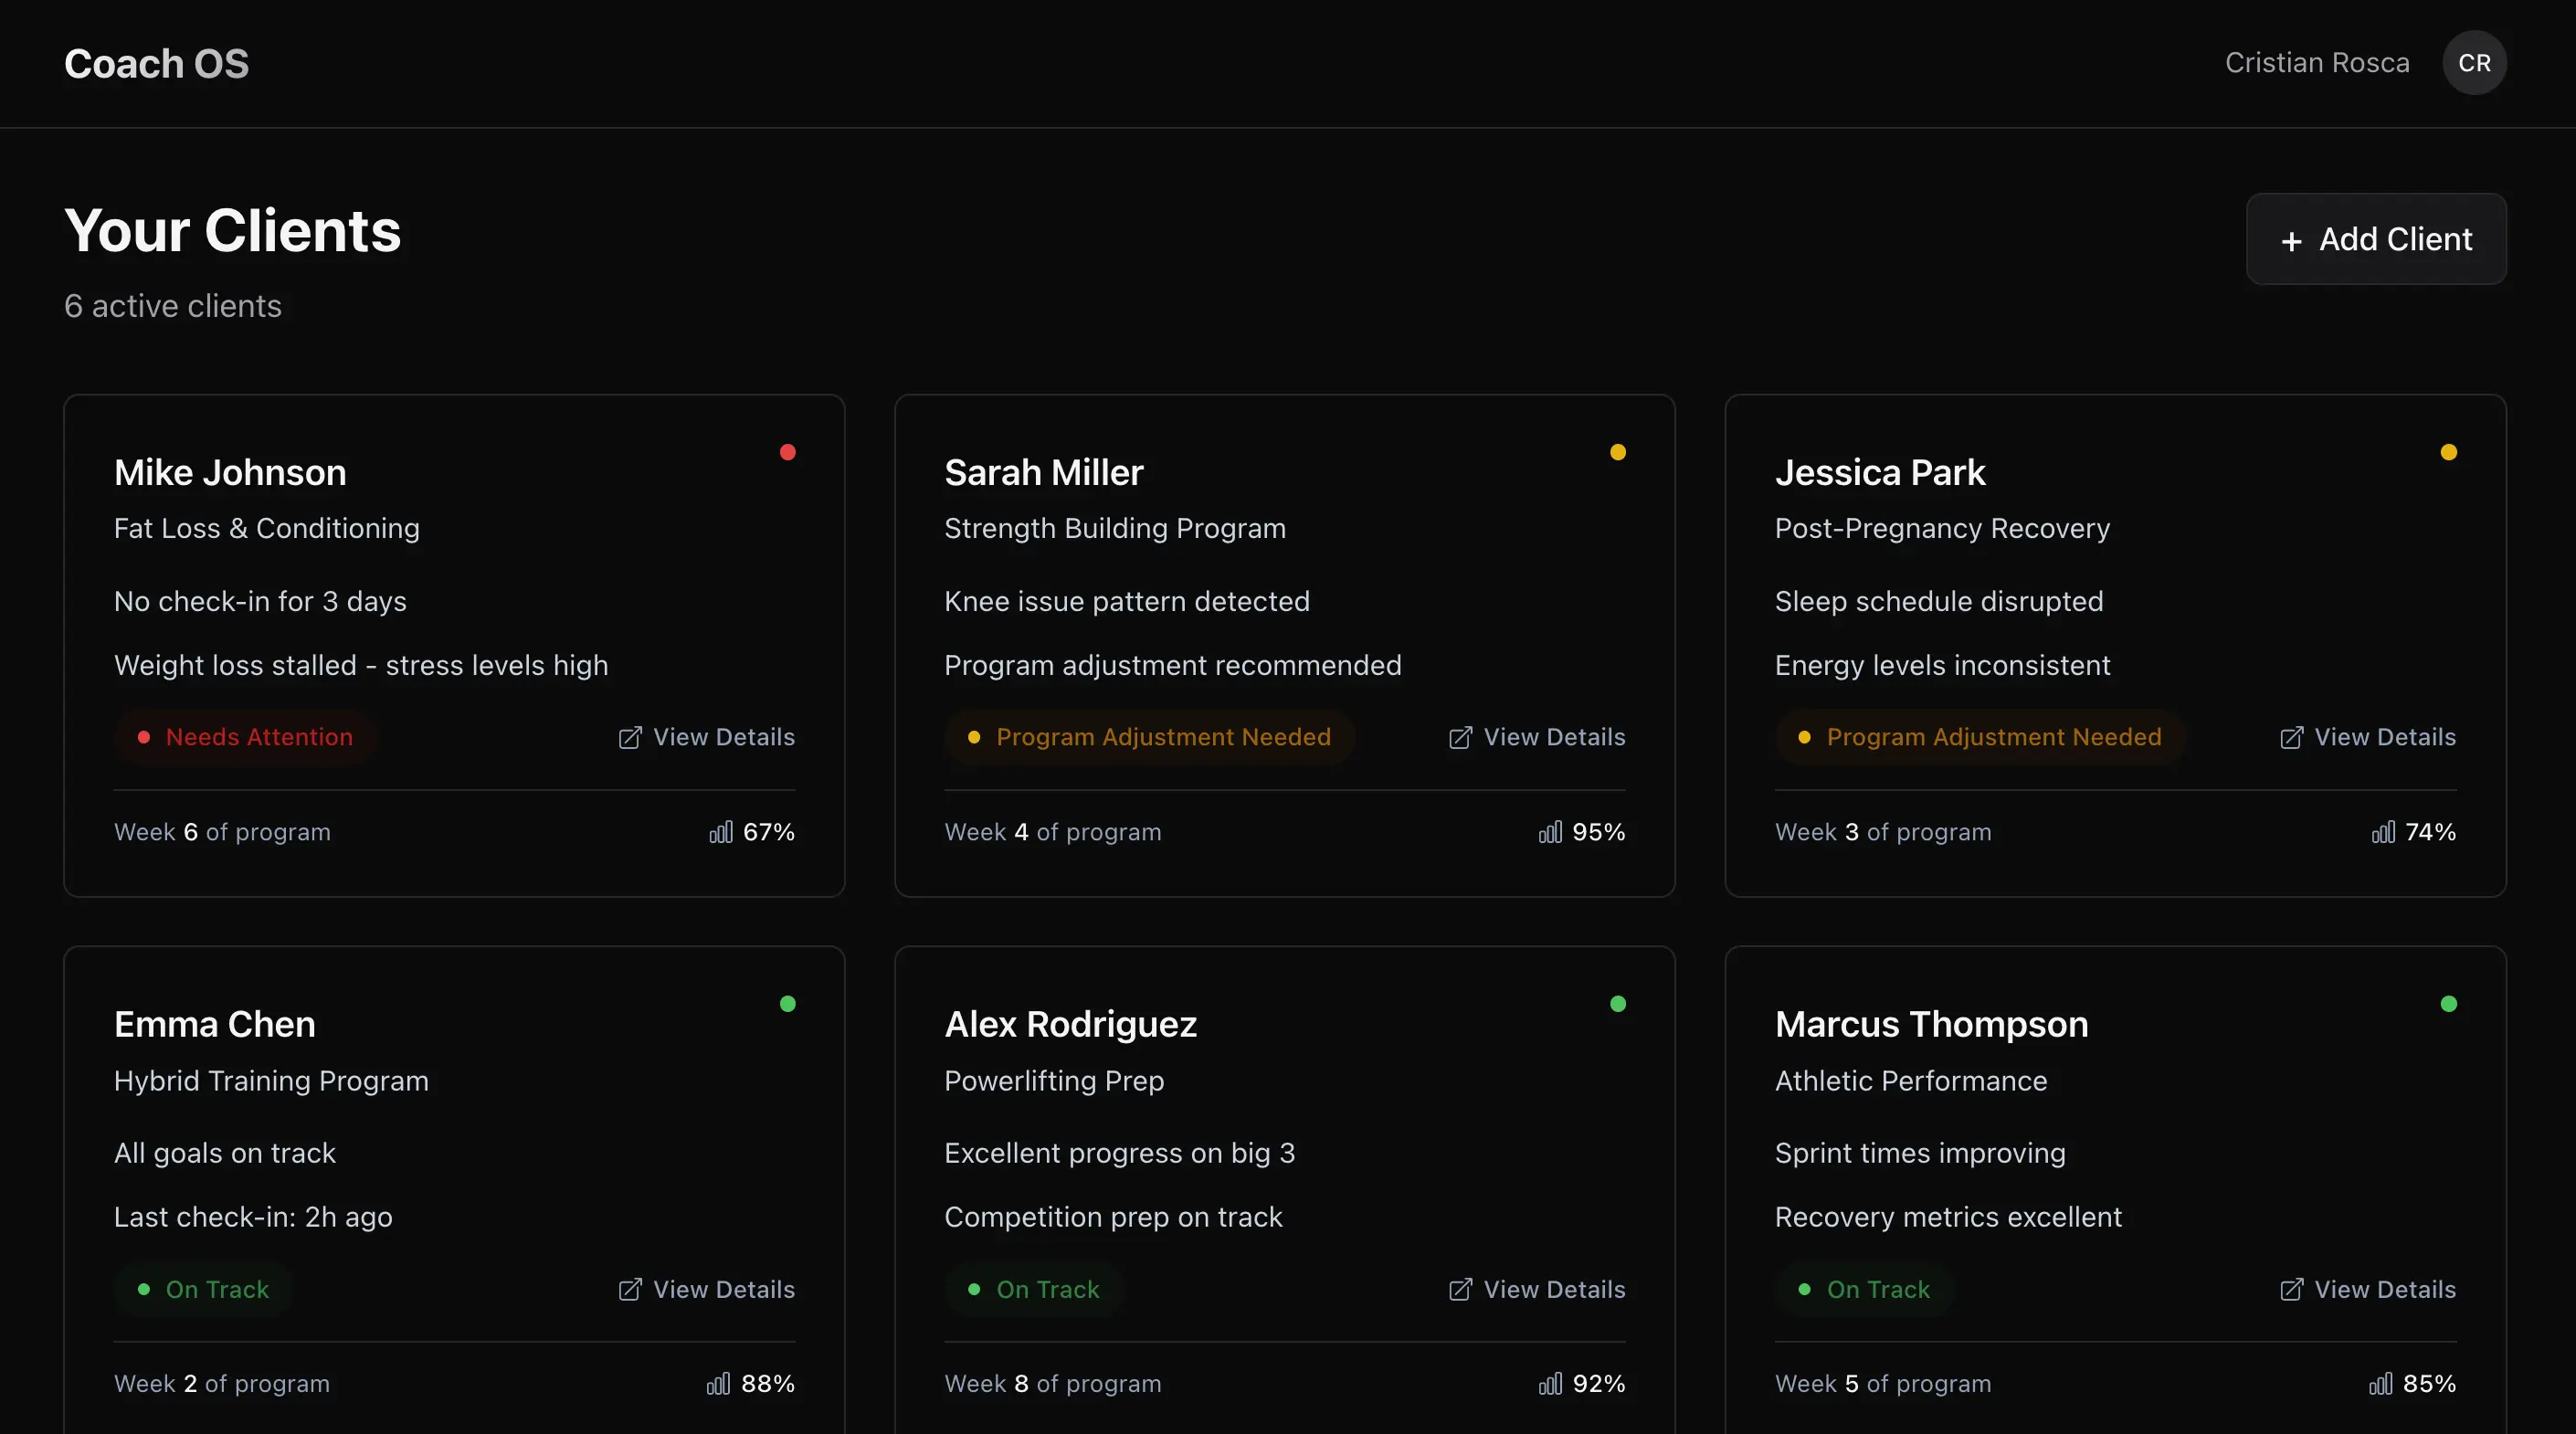 Coach OS
Cristian Rosca
CR
Your Clients
+ Add Client
6 active clients
Mike Johnson
Fat Loss & Conditioning
No check-in for 3 days
Weight loss stalled - stress levels high
Needs Attention
View Details
Week 6 of program
67%
Sarah Miller
Strength Building Program
Knee issue pattern detected
Program adjustment recommended
Program Adjustment Needed
View Details
Week 4 of program
95%
Jessica Park
Post-Pregnancy Recovery
Sleep schedule disrupted
Energy levels inconsistent
Program Adjustment Needed
View Details
Week 3 of program
74%
Emma Chen
Hybrid Training Program
All goals on track
Last check-in: 2h ago
On Track
View Details
Week 2 of program
88%
Alex Rodriguez
Powerlifting Prep
Excellent progress on big 3
Competition prep on track
On Track
View Details
Week 8 of program
92%
Marcus Thompson
Athletic Performance
Sprint times improving
Recovery metrics excellent
On Track
View Details
Week 5 of program
85%